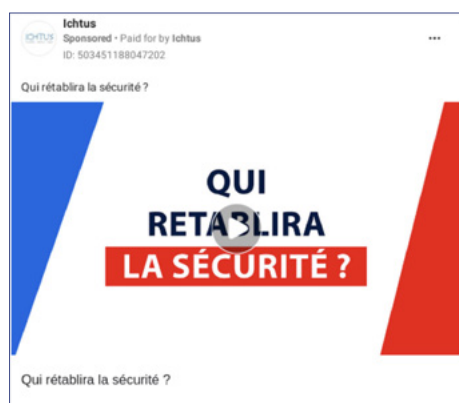 Ichtus
Sponsored • Paid for by Ichtus
ID: 503451188047202
Qui rétablira la sécurité ?
QUI
RETABLIRA
LA SÉCURITÉ ?
Qui rétablira la sécurité ?